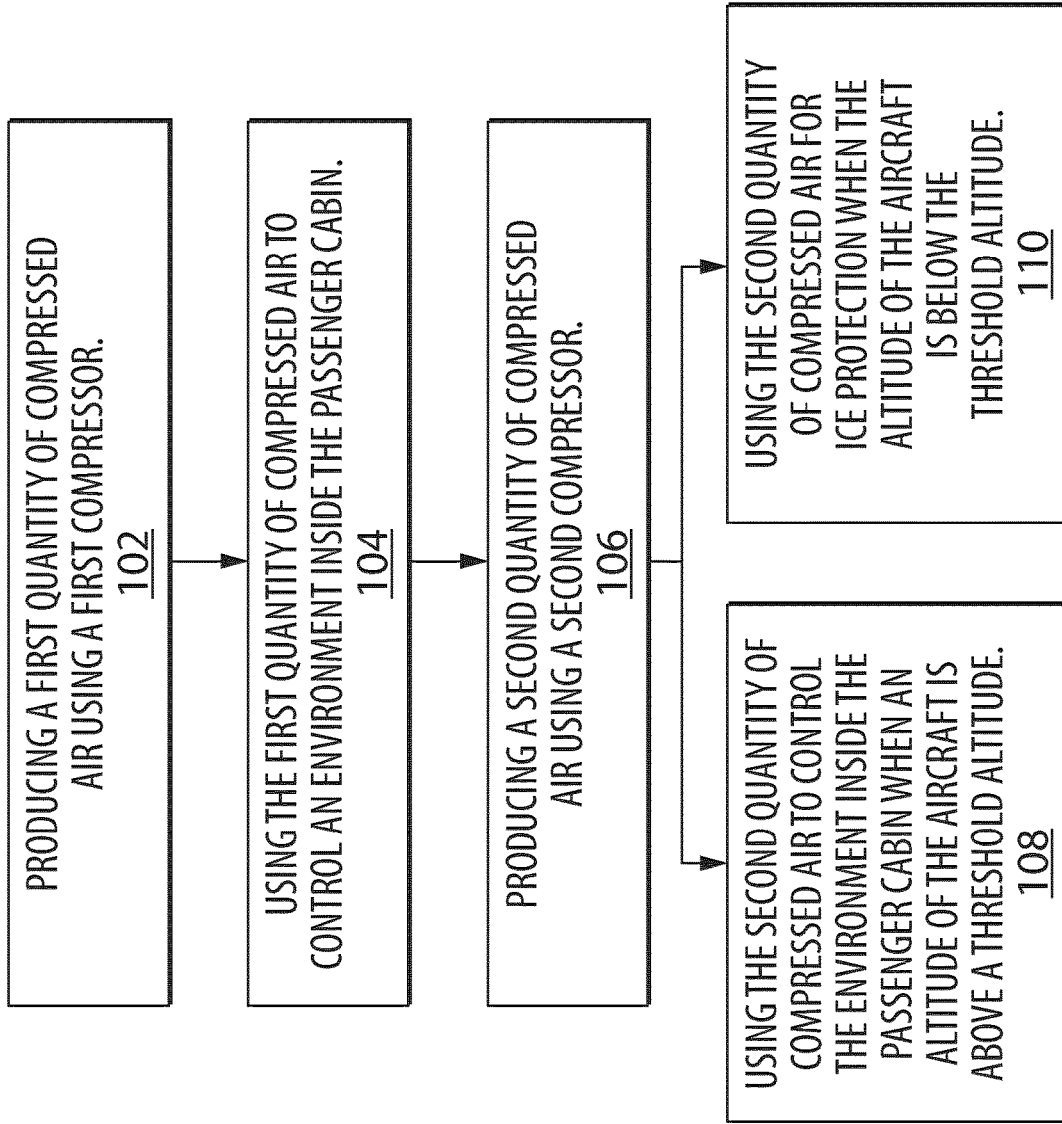 PRODUCING A FIRST QUANTITY OF COMPRESSED
AIR USING A FIRST COMPRESSOR.
102
USING THE FIRST QUANTITY OF COMPRESSED AIR TO
CONTROL AN ENVIRONMENT INSIDE THE PASSENGER CABIN.
104
PRODUCING A SECOND QUANTITY OF COMPRESSED
AIR USING A SECOND COMPRESSOR.
106
USING THE SECOND QUANTITY OF
COMPRESSED AIR TO CONTROL
THE ENVIRONMENT INSIDE THE
PASSENGER CABIN WHEN AN
ALTITUDE OF THE AIRCRAFT IS
ABOVE A THRESHOLD ALTITUDE.
108
USING THE SECOND QUANTITY
OF COMPRESSED AIR FOR
ICE PROTECTION WHEN THE
ALTITUDE OF THE AIRCRAFT
IS BELOW THE
THRESHOLD ALTITUDE.
110